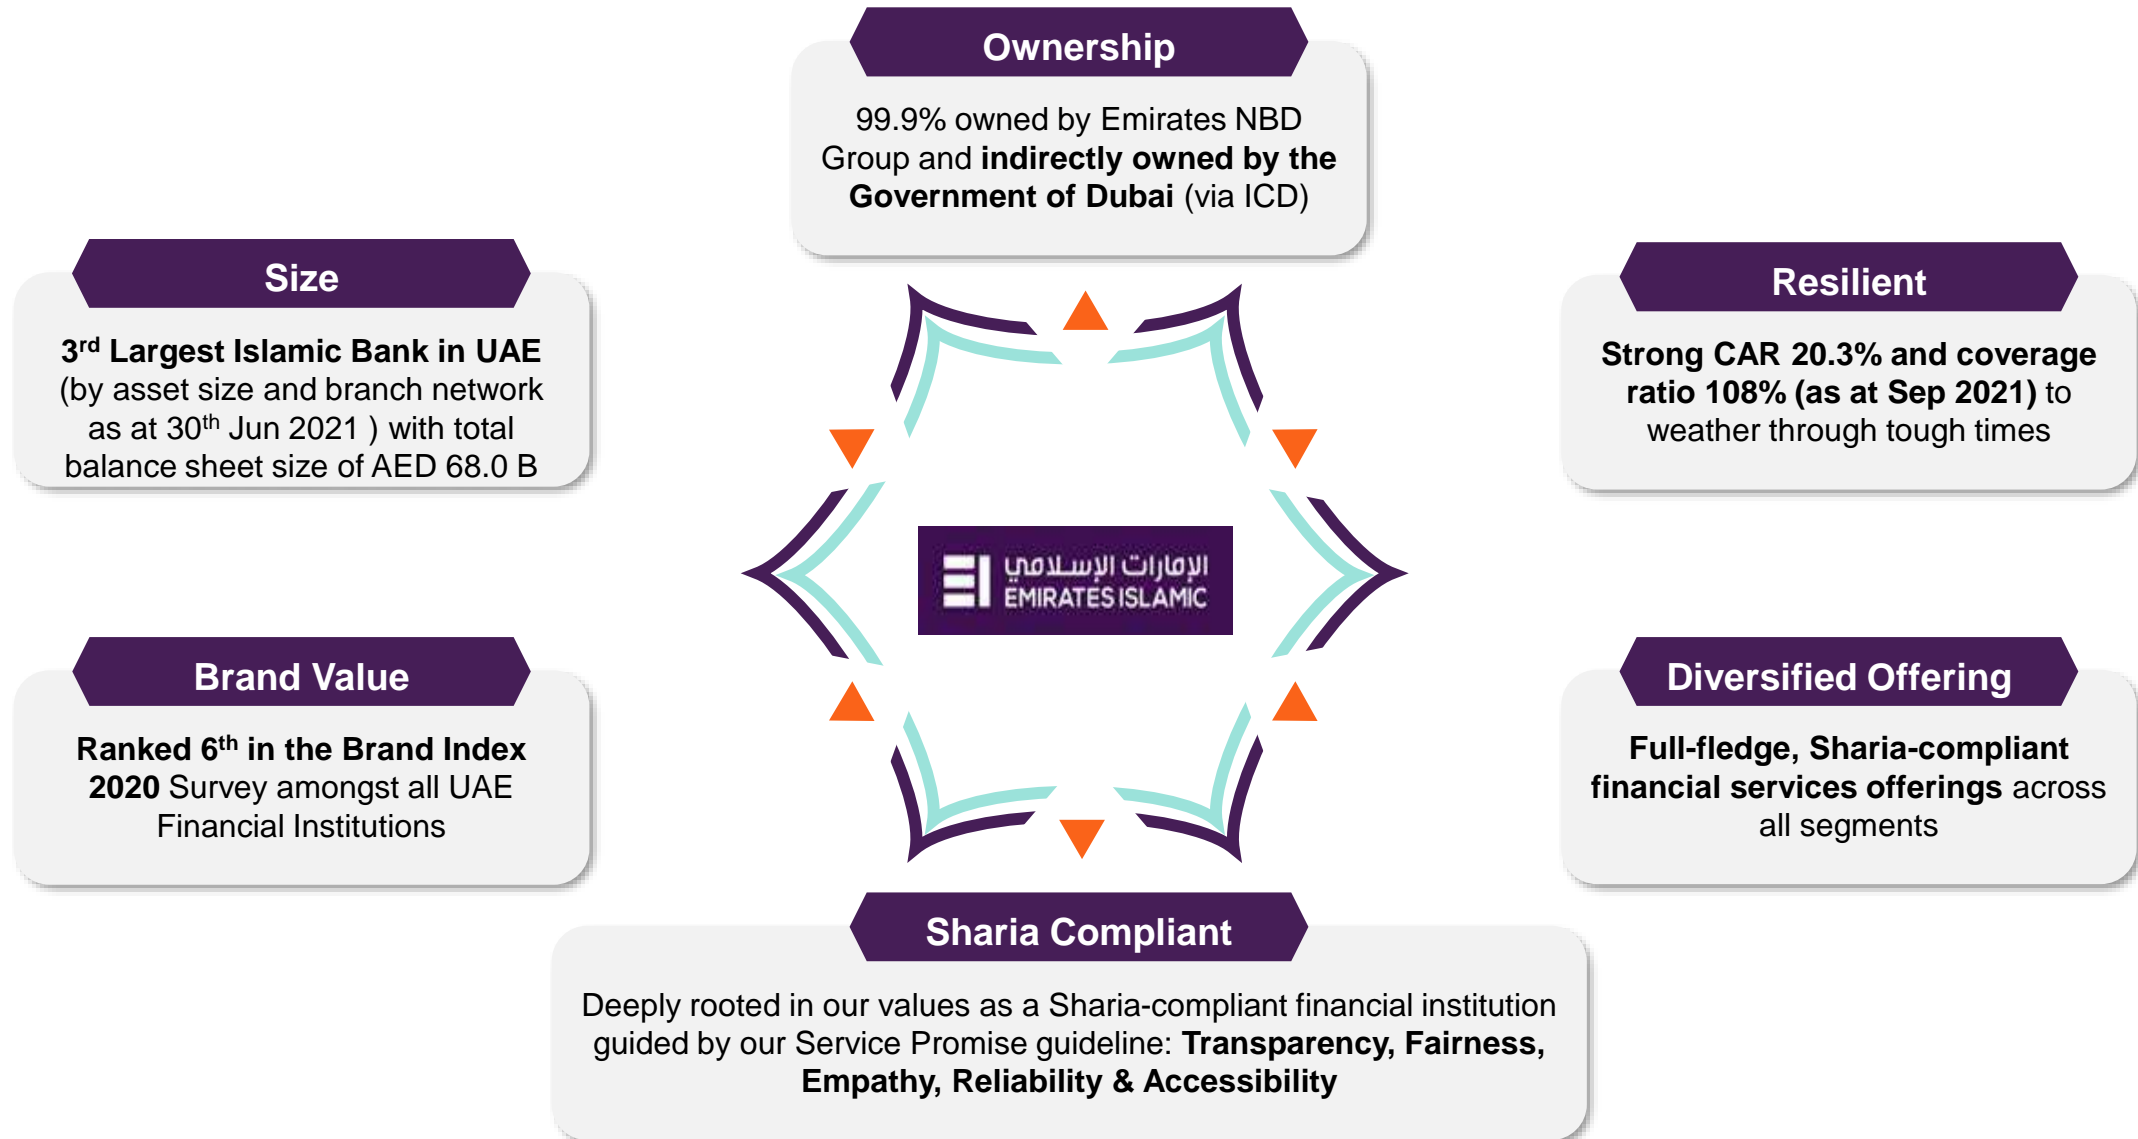 Ownership
99.9% owned by Emirates NBD
Group and indirectly owned by the
Government of Dubai (via ICD)
Size
3rd Largest Islamic Bank in UAE
(by asset size and branch network
as at 30th Jun 2021 ) with total
balance sheet size of AED 68.0 B
Resilient
Strong CAR 20.3% and coverage
ratio 108% (as at Sep 2021) to
weather through tough times
الإمارات الإسلامي
EMIRATES ISLAMIC
Brand Value
Ranked 6th in the Brand Index
2020 Survey amongst all UAE
Financial Institutions
Diversified Offering
Full-fledge, Sharia-compliant
financial services offerings across
all segments
Sharia Compliant
Deeply rooted in our values as a Sharia-compliant financial institution
guided by our Service Promise guideline: Transparency, Fairness,
Empathy, Reliability & Accessibility